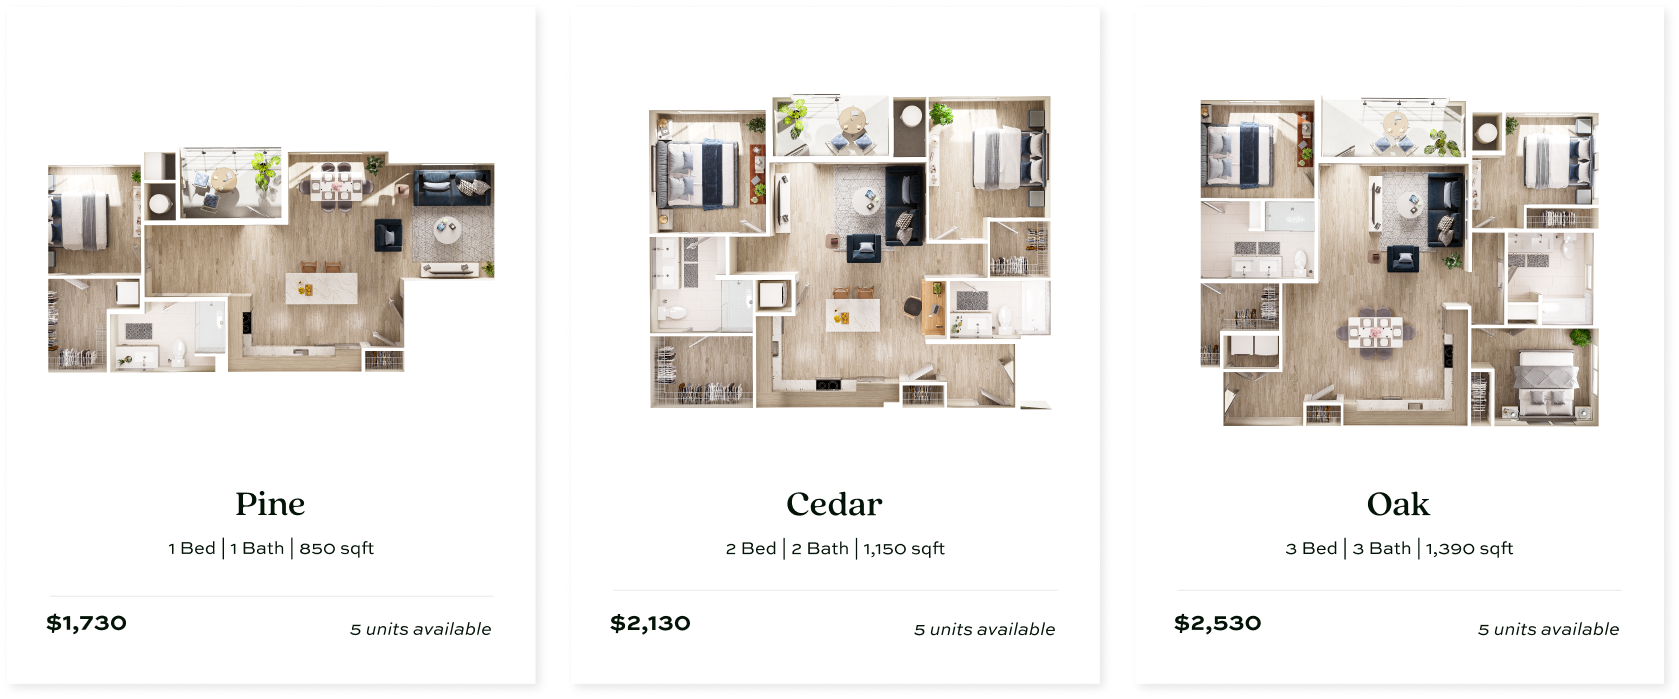 Pine
1 Bed | 1 Bath | 850 sqft
$1,730
5 units available
Cedar
2 Bed | 2 Bath | 1,150 sqft
$2,130
5 units available
Oak
3 Bed | 3 Bath | 1,390 sqft
$2,530
5 units available